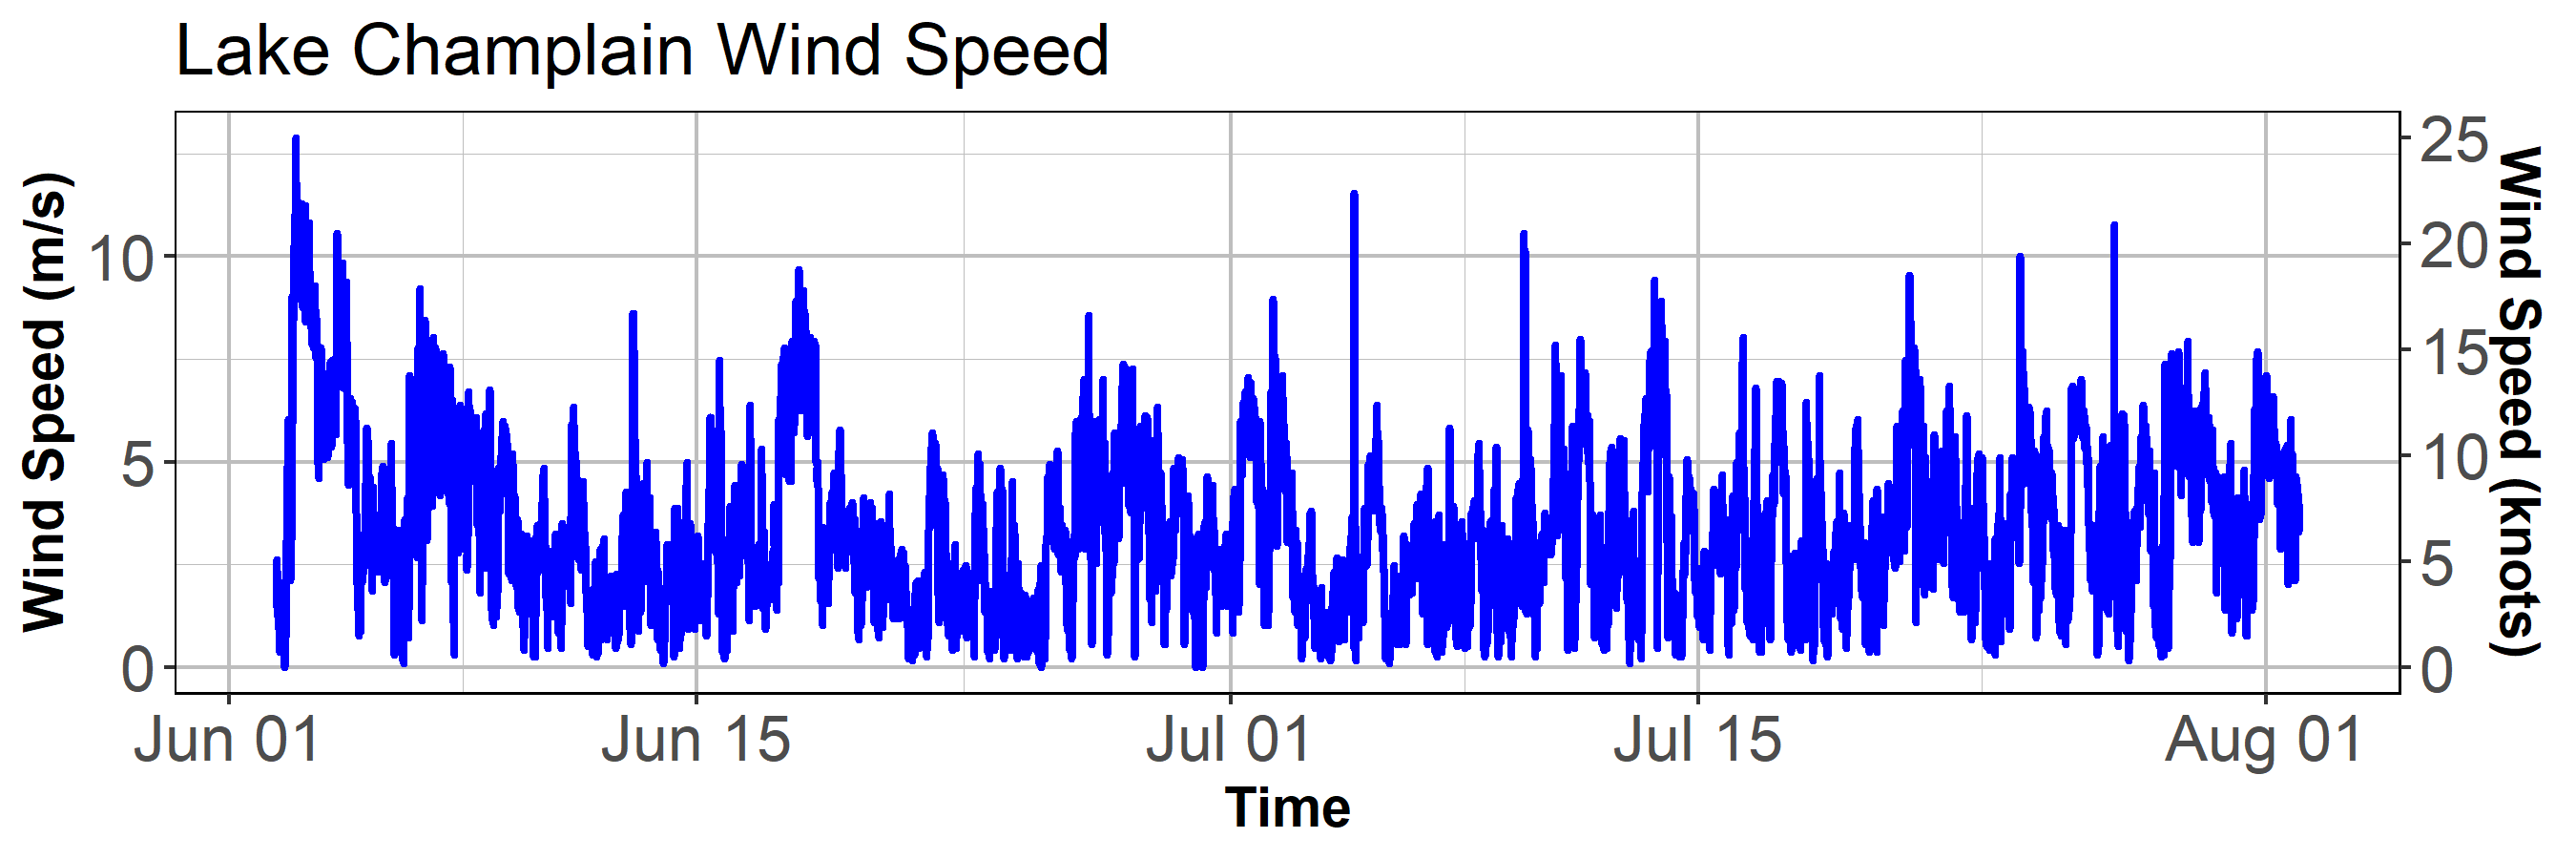 Lake Champlain Wind Speed
Wind Speed (m/s)
10
5
0
25
20
15
10
5
0
Wind Speed (knots)
Jun 01 Jun 15 Jul 01 Jul 15 Aug 01
Time